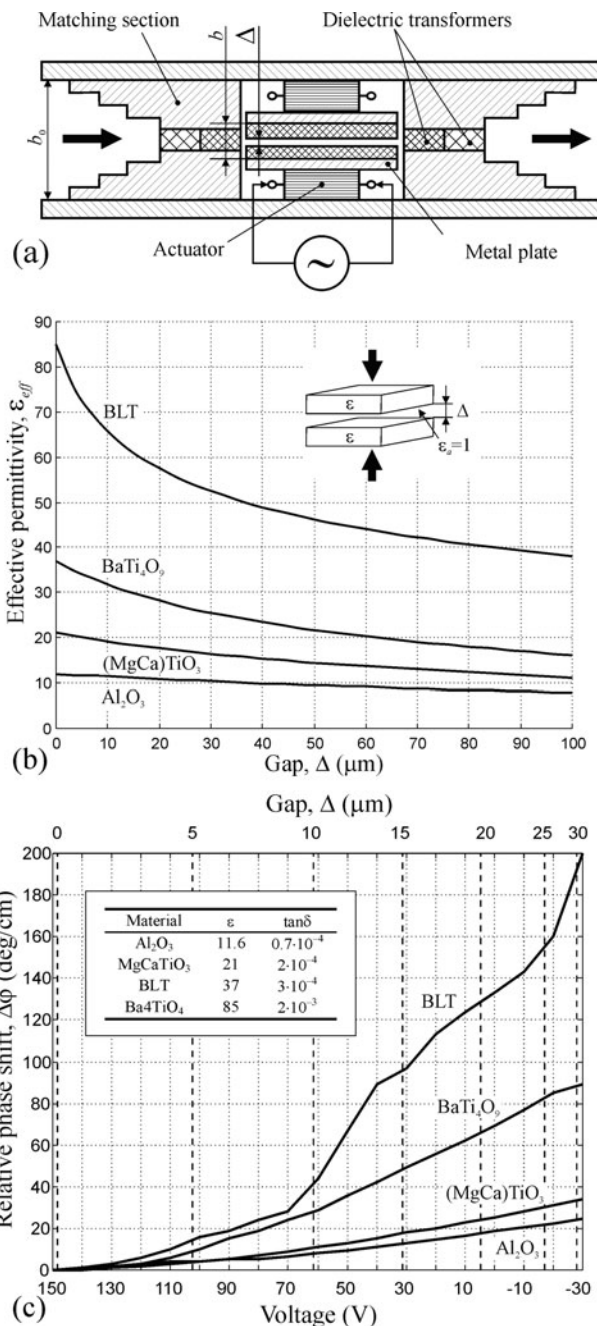 Matching section
b
Δ
Dielectric transformers
b₀
Actuator
Metal plate
~
(a)
Effective permittivity, ε_eff
90
80
70
60
50
40
30
20
10
0
BLT
BaTi₄O₉
(MgCa)TiO₃
Al₂O₃
ε
ε
Δ
εₐ=1
0 10 20 30 40 50 60 70 80 90 100
Gap, Δ (μm)
(b)
Gap, Δ (μm)
0 5 10 15 20 25 30
Relative phase shift, Δφ (deg/cm)
200
180
160
140
120
100
80
60
40
20
0
Material ε tanδ
Al₂O₃ 11.6 0.7·10⁻⁴
MgCaTiO₃ 21 2·10⁻⁴
BLT 37 3·10⁻⁴
Ba4TiO₄ 85 2·10⁻³
BLT
BaTi₄O₉
(MgCa)TiO₃
Al₂O₃
150 130 110 90 70 50 30 10 -10 -30
Voltage (V)
(c)